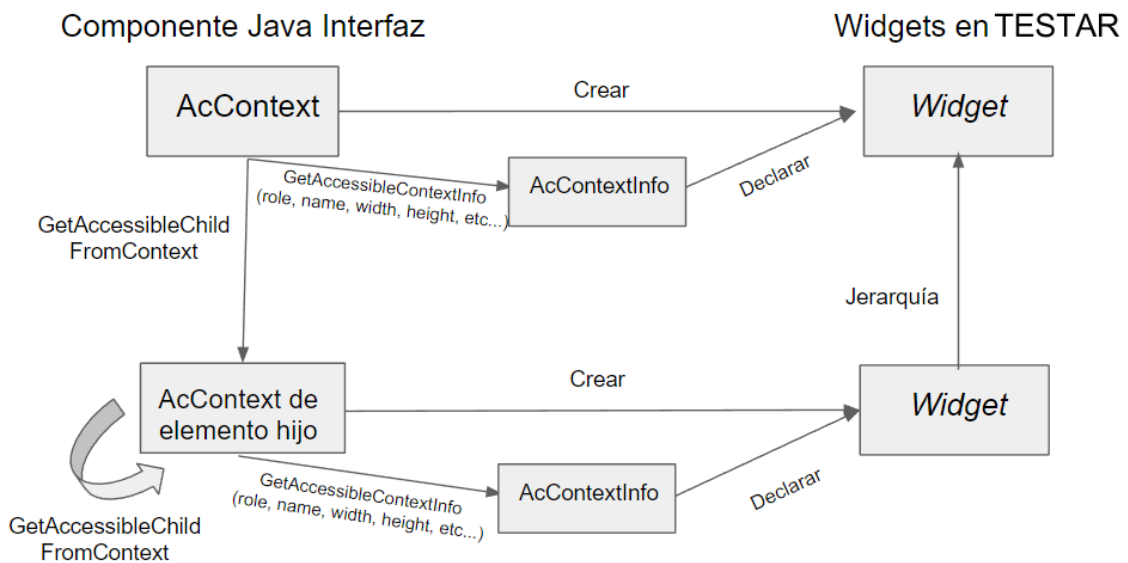 Componente Java Interfaz
Widgets en TESTAR
AcContext
Crear
Widget
GetAccessibleContextInfo
(role, name, width, height, etc...)
AcContextInfo
Declarar
GetAccessibleChild
FromContext
Jerarquía
AcContext de
elemento hijo
Crear
Widget
GetAccessibleContextInfo
(role, name, width, height, etc...)
AcContextInfo
Declarar
GetAccessibleChild
FromContext